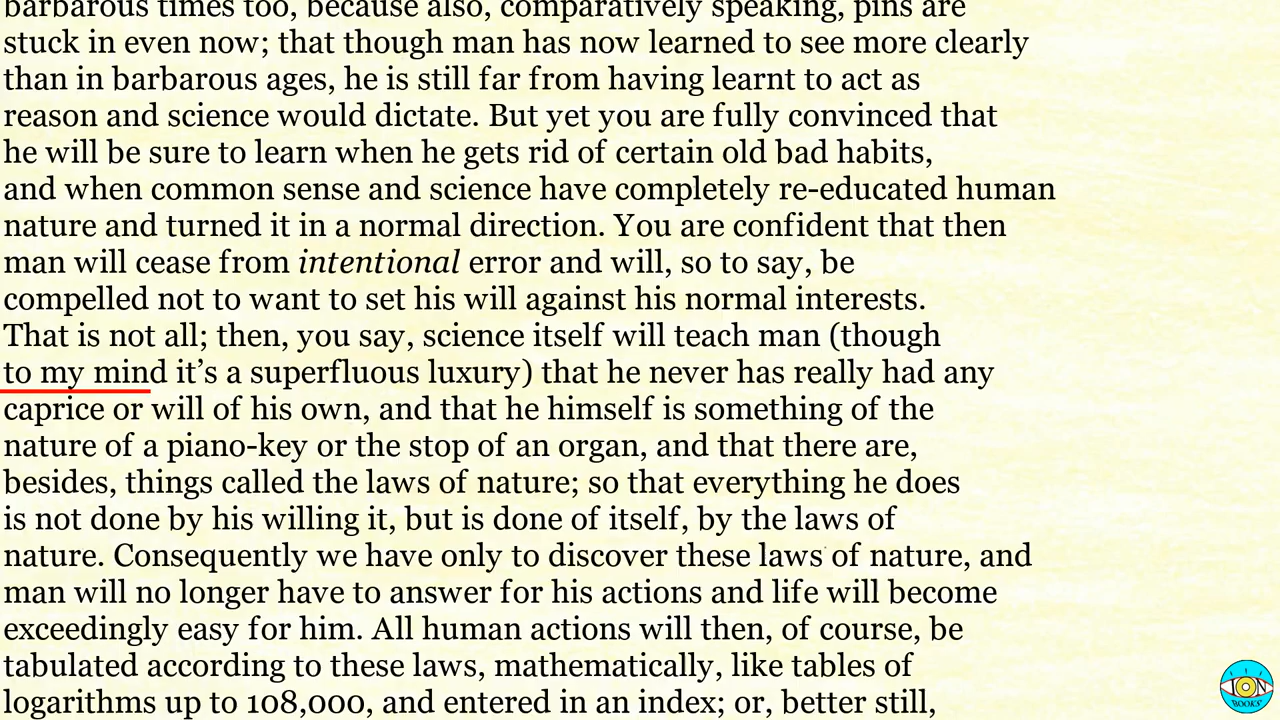 barbarous times too, because also, comparatively speaking, pins are
stuck in even now; that though man has now learned to see more clearly
than in barbarous ages, he is still far from having learnt to act as
reason and science would dictate. But yet you are fully convinced that
he will be sure to learn when he gets rid of certain old bad habits,
and when common sense and science have completely re-educated human
nature and turned it in a normal direction. You are confident that then
man will cease from intentional error and will, so to say, be
compelled not to want to set his will against his normal interests.
That is not all; then, you say, science itself will teach man (though
to my mind it’s a superfluous luxury) that he never has really had any
caprice or will of his own, and that he himself is something of the
nature of a piano-key or the stop of an organ, and that there are,
besides, things called the laws of nature; so that everything he does
is not done by his willing it, but is done of itself, by the laws of
nature. Consequently we have only to discover these laws of nature, and
man will no longer have to answer for his actions and life will become
exceedingly easy for him. All human actions will then, of course, be
tabulated according to these laws, mathematically, like tables of
logarithms up to 108,000, and entered in an index; or, better still,
ION
BOOKS